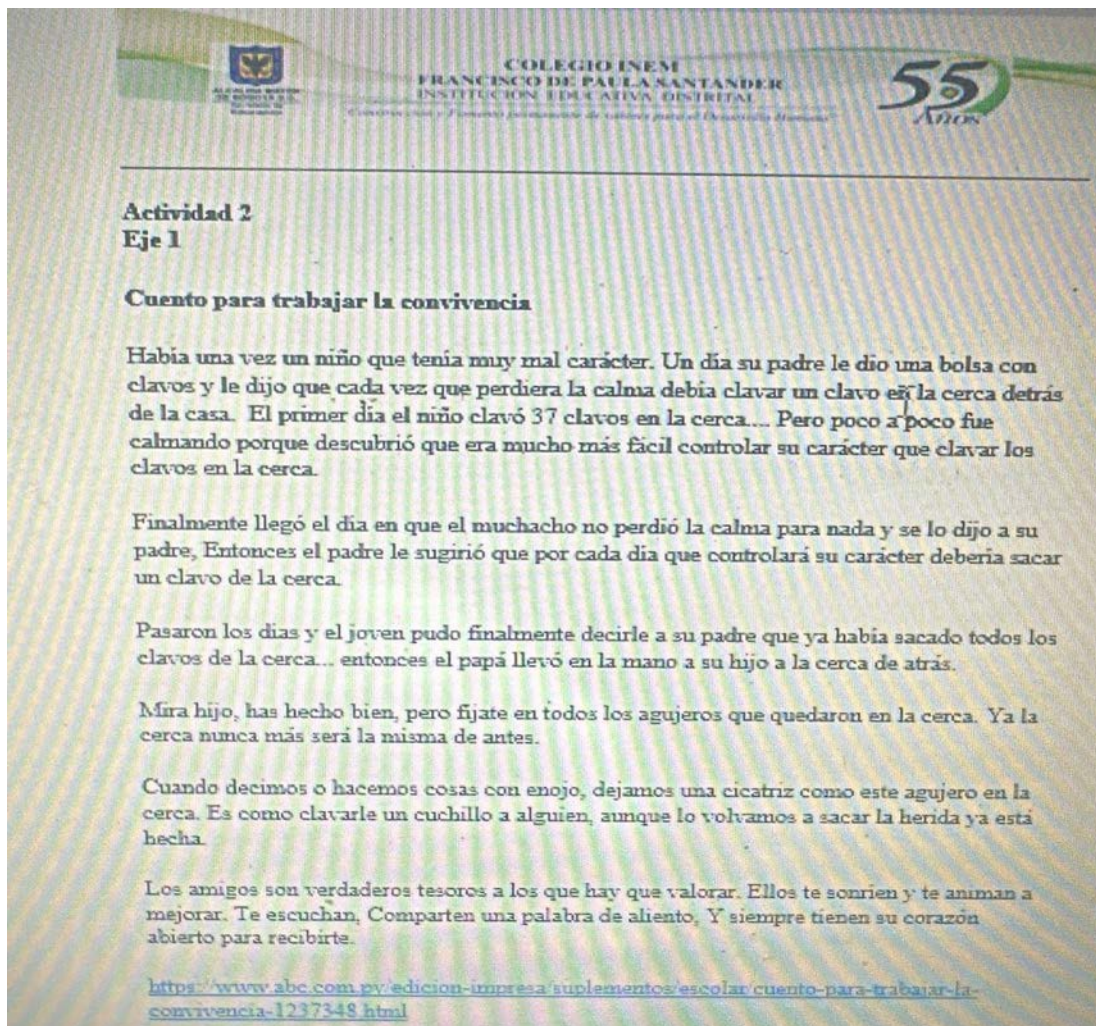 COLEGIO INEM
FRANCISCO DE PAULA SANTANDER
INSTITUCIÓN EDUCATIVA DISTRITAL
55
AÑOS
Actividad 2
Eje 1
Cuento para trabajar la convivencia
Había una vez un niño que tenía muy mal carácter. Un día su padre le dio una bolsa con
clavos y le dijo que cada vez que perdiera la calma debía clavar un clavo en la cerca detrás
de la casa. El primer día el niño clavó 37 clavos en la cerca.... Pero poco a poco fue
calmando porque descubrió que era mucho más fácil controlar su carácter que clavar los
clavos en la cerca.
Finalmente llegó el día en que el muchacho no perdió la calma para nada y se lo dijo a su
padre, Entonces el padre le sugirió que por cada día que controlará su carácter debería sacar
un clavo de la cerca.
Pasaron los días y el joven pudo finalmente decirle a su padre que ya había sacado todos los
clavos de la cerca... entonces el papá llevó en la mano a su hijo a la cerca de atrás.
Mira hijo, has hecho bien, pero fíjate en todos los agujeros que quedaron en la cerca. Ya la
cerca nunca más será la misma de antes.
Cuando decimos o hacemos cosas con enojo, dejamos una cicatriz como este agujero en la
cerca. Es como clavarle un cuchillo a alguien, aunque lo volvamos a sacar la herida ya está
hecha.
Los amigos son verdaderos tesoros a los que hay que valorar. Ellos te sonríen y te animan a
mejorar. Te escuchan, Comparten una palabra de aliento, Y siempre tienen su corazón
abierto para recibirte.
https://www.abc.com.py/edicion-impresa/suplementos/escolar/cuento-para-trabajar-la-
convivencia-1237348.html